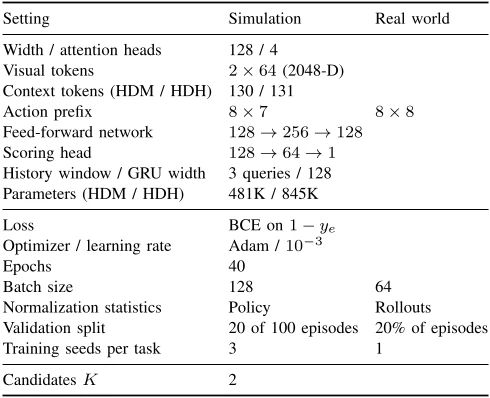 Setting Simulation Real world
Width / attention heads 128 / 4
Visual tokens 2 × 64 (2048-D)
Context tokens (HDM / HDH) 130 / 131
Action prefix 8 × 7 8 × 8
Feed-forward network 128 → 256 → 128
Scoring head 128 → 64 → 1
History window / GRU width 3 queries / 128
Parameters (HDM / HDH) 481K / 845K
Loss BCE on 1 − yₑ
Optimizer / learning rate Adam / 10⁻³
Epochs 40
Batch size 128 64
Normalization statistics Policy Rollouts
Validation split 20 of 100 episodes 20% of episodes
Training seeds per task 3 1
Candidates K 2